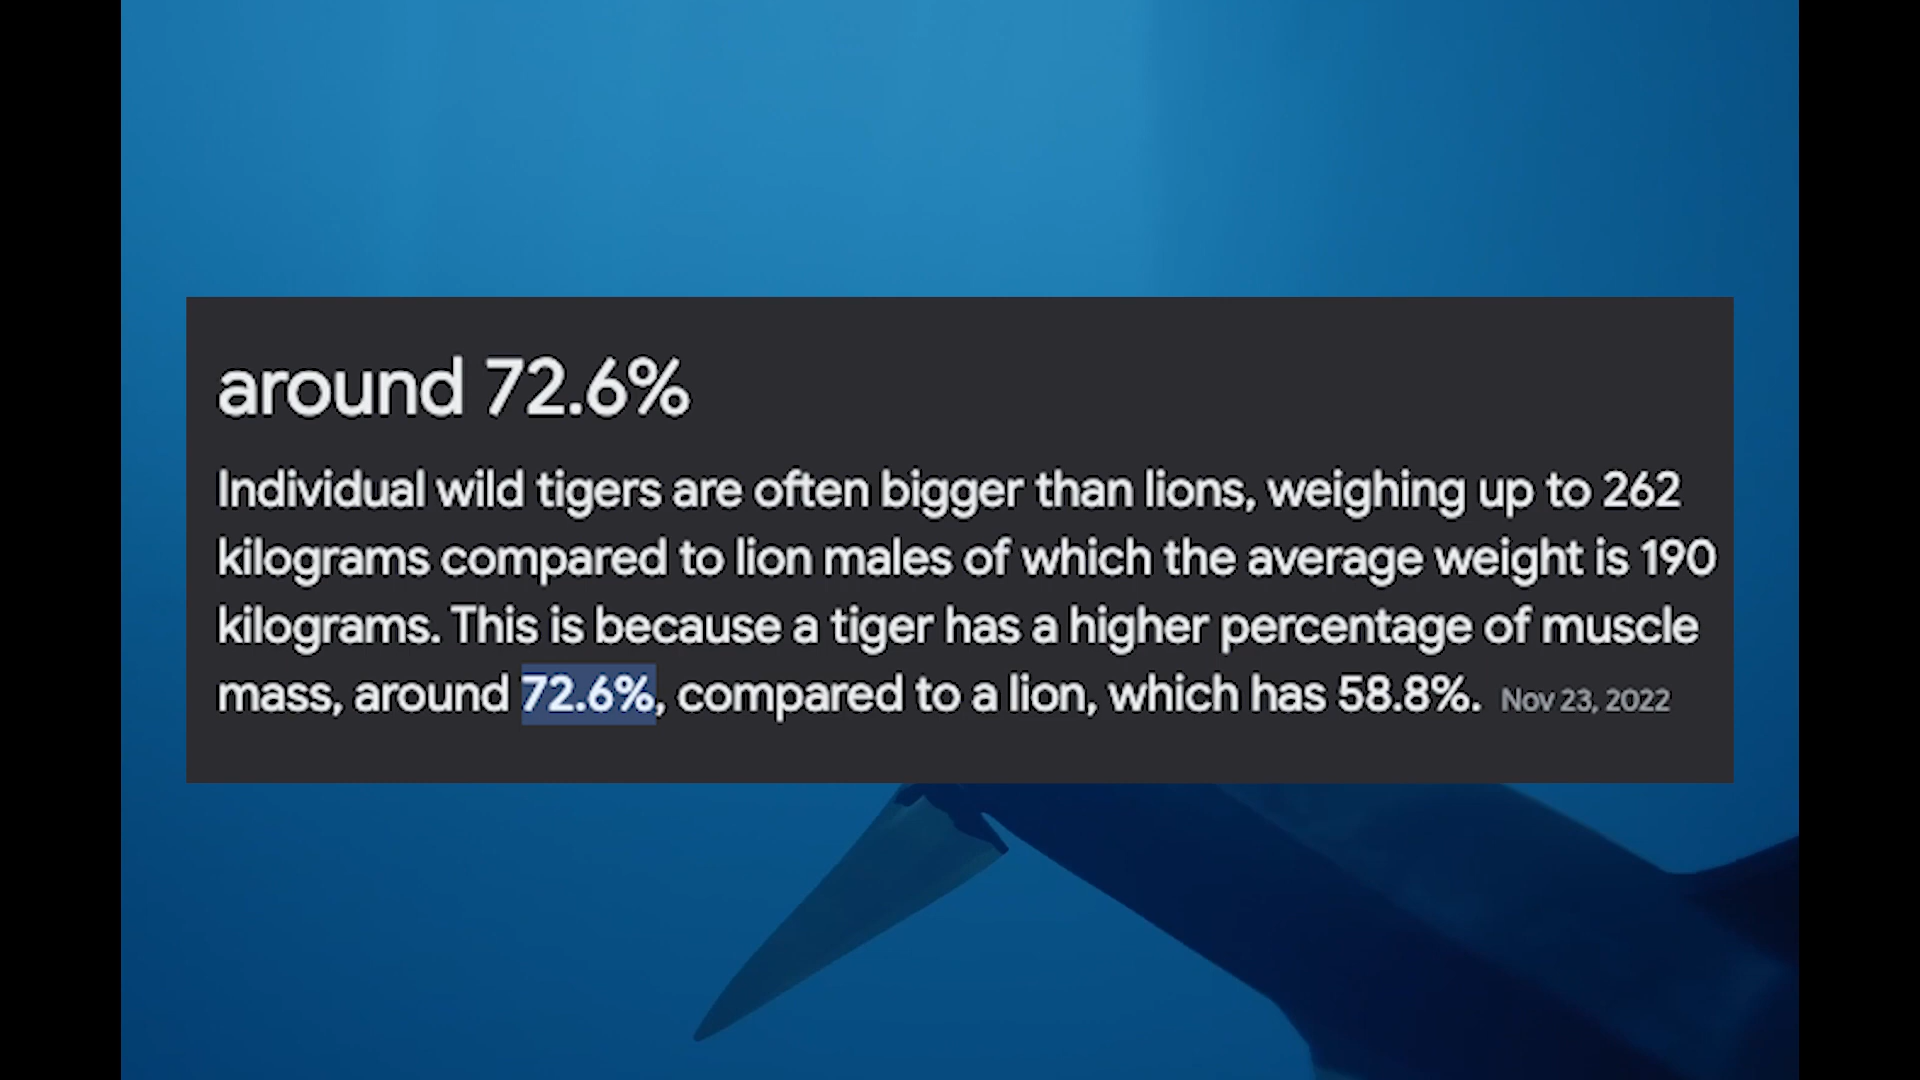 around 72.6%
Individual wild tigers are often bigger than lions, weighing up to 262
kilograms compared to lion males of which the average weight is 190
kilograms. This is because a tiger has a higher percentage of muscle
mass, around 72.6%, compared to a lion, which has 58.8%. Nov 23, 2022